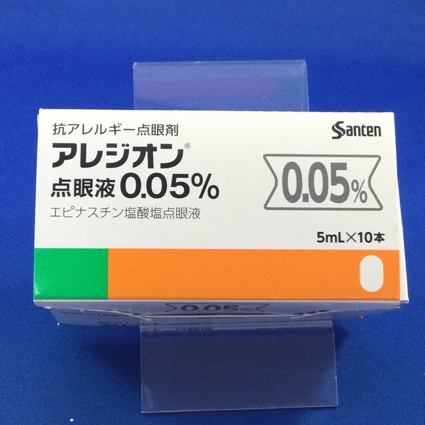 抗アレルギー点眼剤
Santen
アレジオン®
点眼液0.05%
0.05%
エピナスチン塩酸塩点眼液
5mL×10本
0.05%